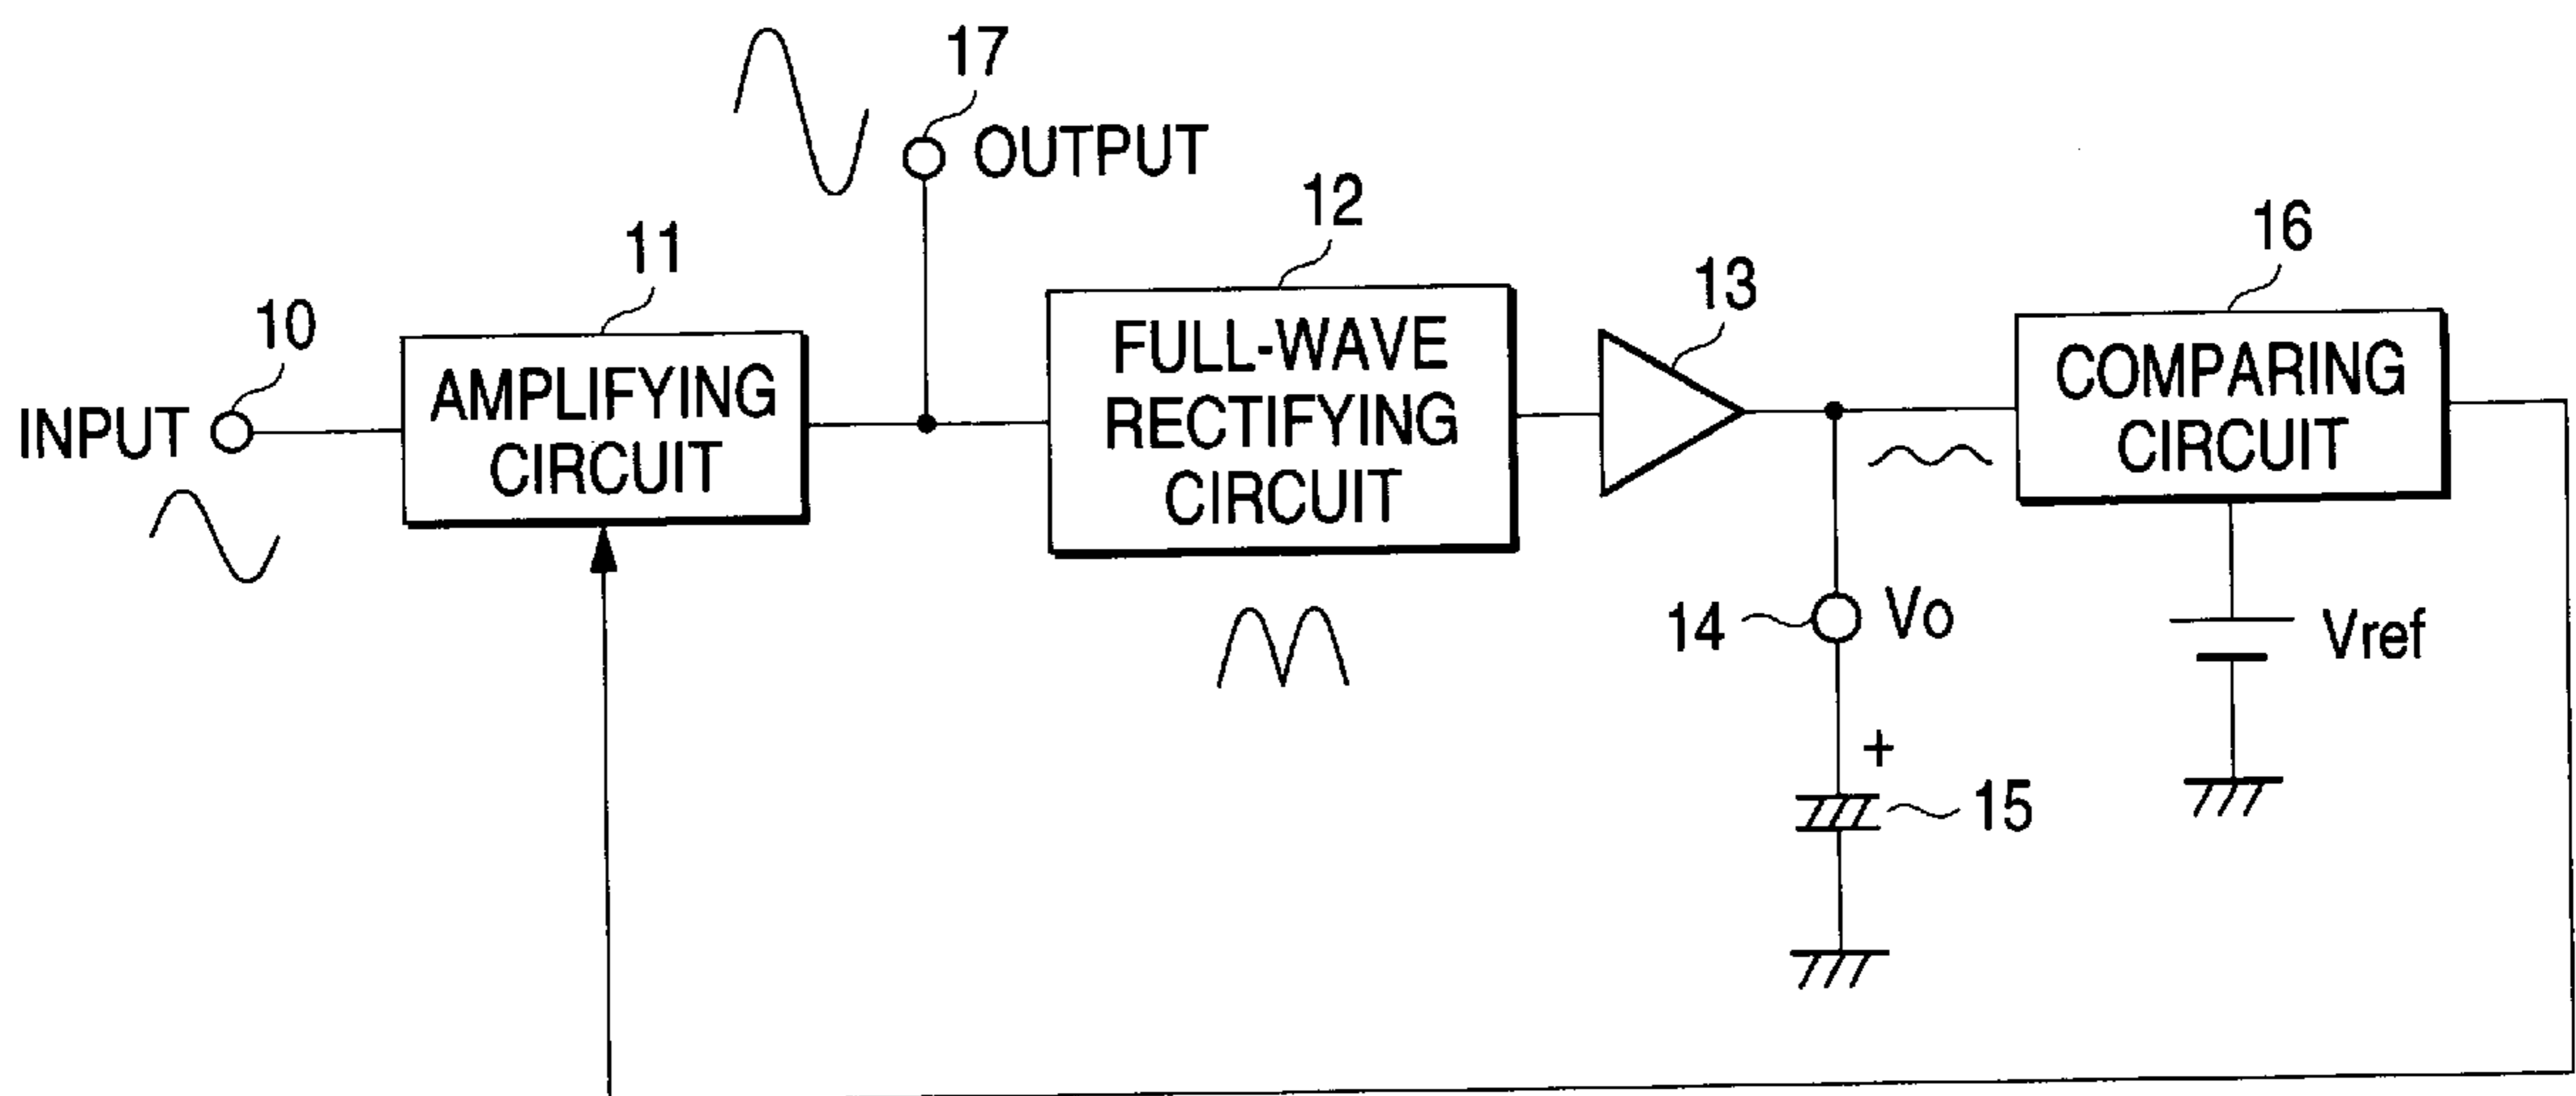 17
OUTPUT
12
16
11
13
10
FULL-WAVE
RECTIFYING
CIRCUIT
COMPARING
CIRCUIT
AMPLIFYING
CIRCUIT
INPUT
14
Vo
Vref
+
15